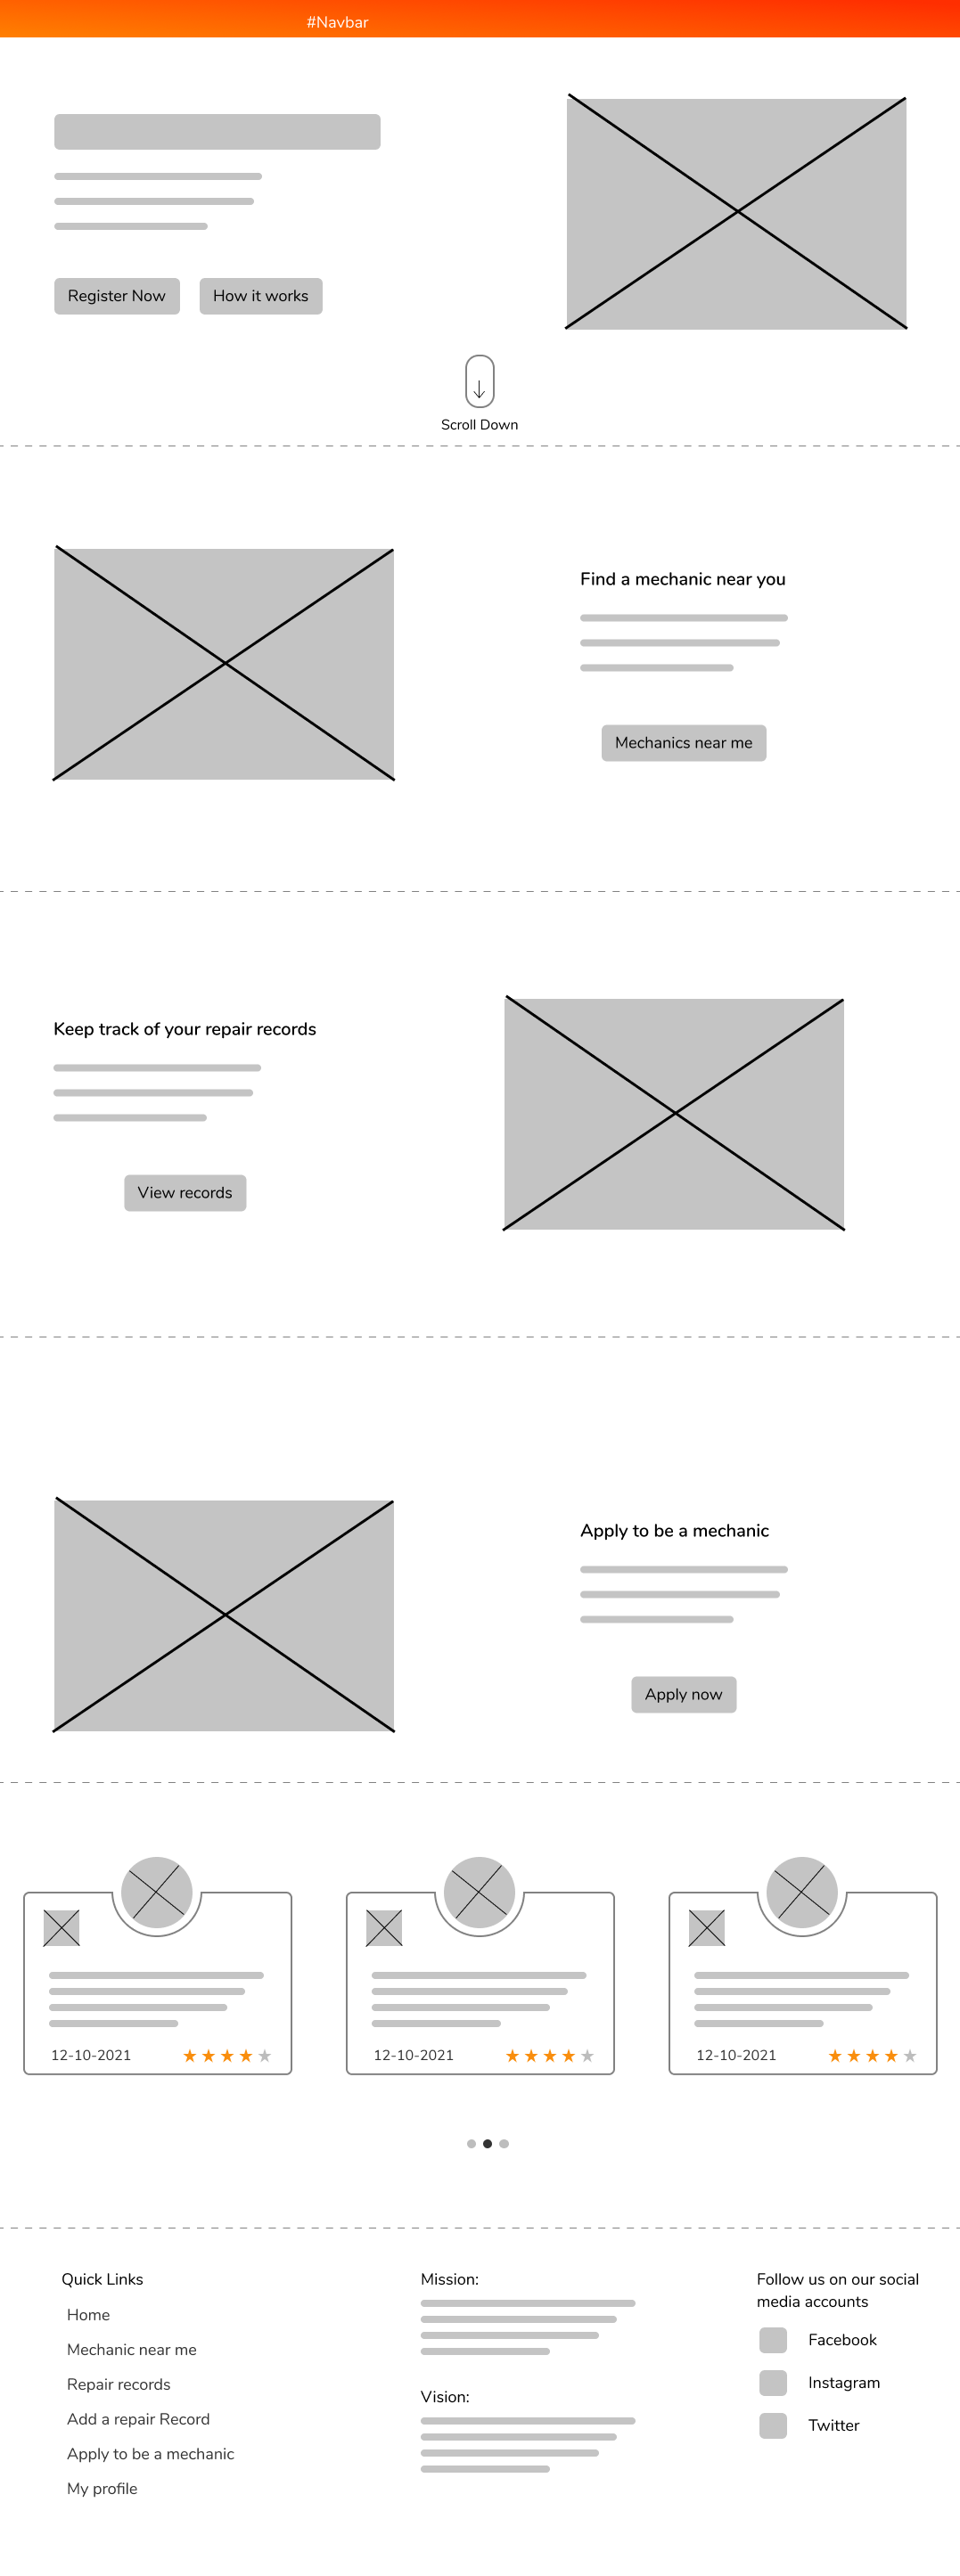 #Navbar
Register Now
How it works
Scroll Down
Find a mechanic near you
Mechanics near me
Keep track of your repair records
View records
Apply to be a mechanic
Apply now
12-10-2021
12-10-2021
12-10-2021
Quick Links
Home
Mechanic near me
Repair records
Add a repair Record
Apply to be a mechanic
My profile
Mission:
Vision:
Follow us on our social
media accounts
Facebook
Instagram
Twitter